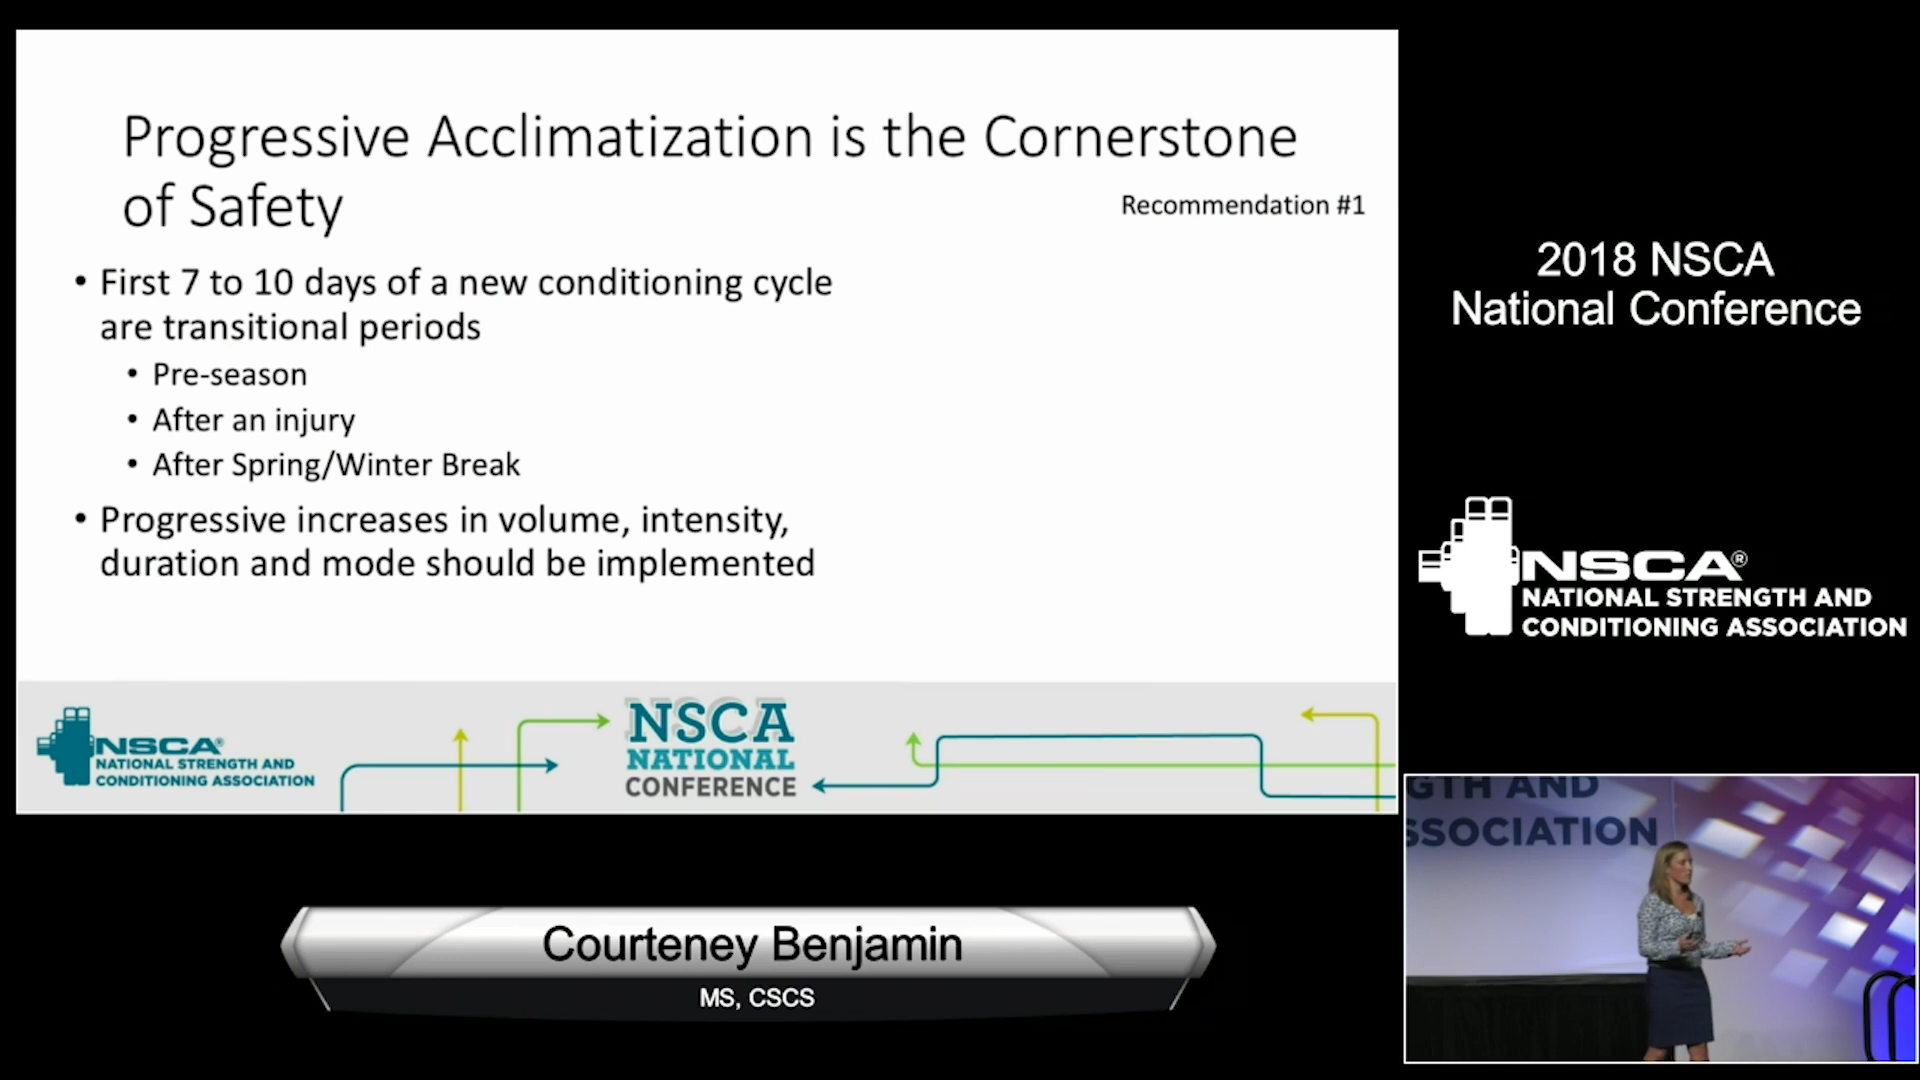 Progressive Acclimatization is the Cornerstone
of Safety
Recommendation #1
• First 7 to 10 days of a new conditioning cycle
are transitional periods
• Pre-season
• After an injury
• After Spring/Winter Break
• Progressive increases in volume, intensity,
duration and mode should be implemented
NSCA®
NATIONAL STRENGTH AND
CONDITIONING ASSOCIATION
NSCA
NATIONAL
CONFERENCE
2018 NSCA
National Conference
NSCA®
NATIONAL STRENGTH AND
CONDITIONING ASSOCIATION
GTH AND
SSOCIATION
Courteney Benjamin
MS, CSCS